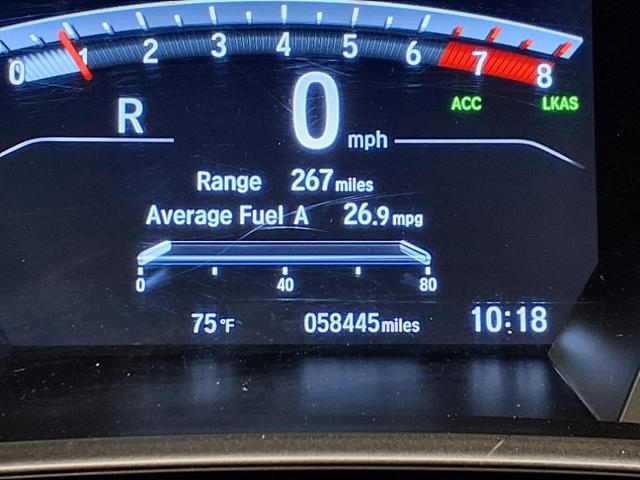 0 1 2 3 4 5 6 7 8
ACC LKAS
R 0 mph
Range 267 miles
Average Fuel A 26.9 mpg
0 40 80
75°F 058445 miles 10:18